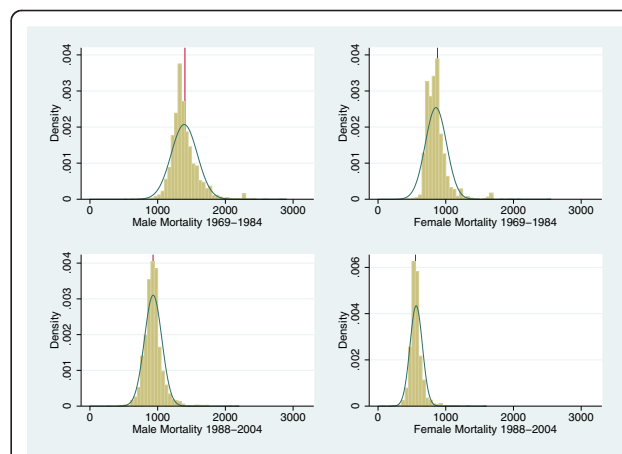 Density
.004
.003
.002
.001
0
0 1000 2000 3000
Male Mortality 1969−1984
Density
.004
.003
.002
.001
0
0 1000 2000 3000
Female Mortality 1969−1984
Density
.004
.003
.002
.001
0
0 1000 2000 3000
Male Mortality 1988−2004
Density
.006
.004
.002
0
0 1000 2000 3000
Female Mortality 1988−2004